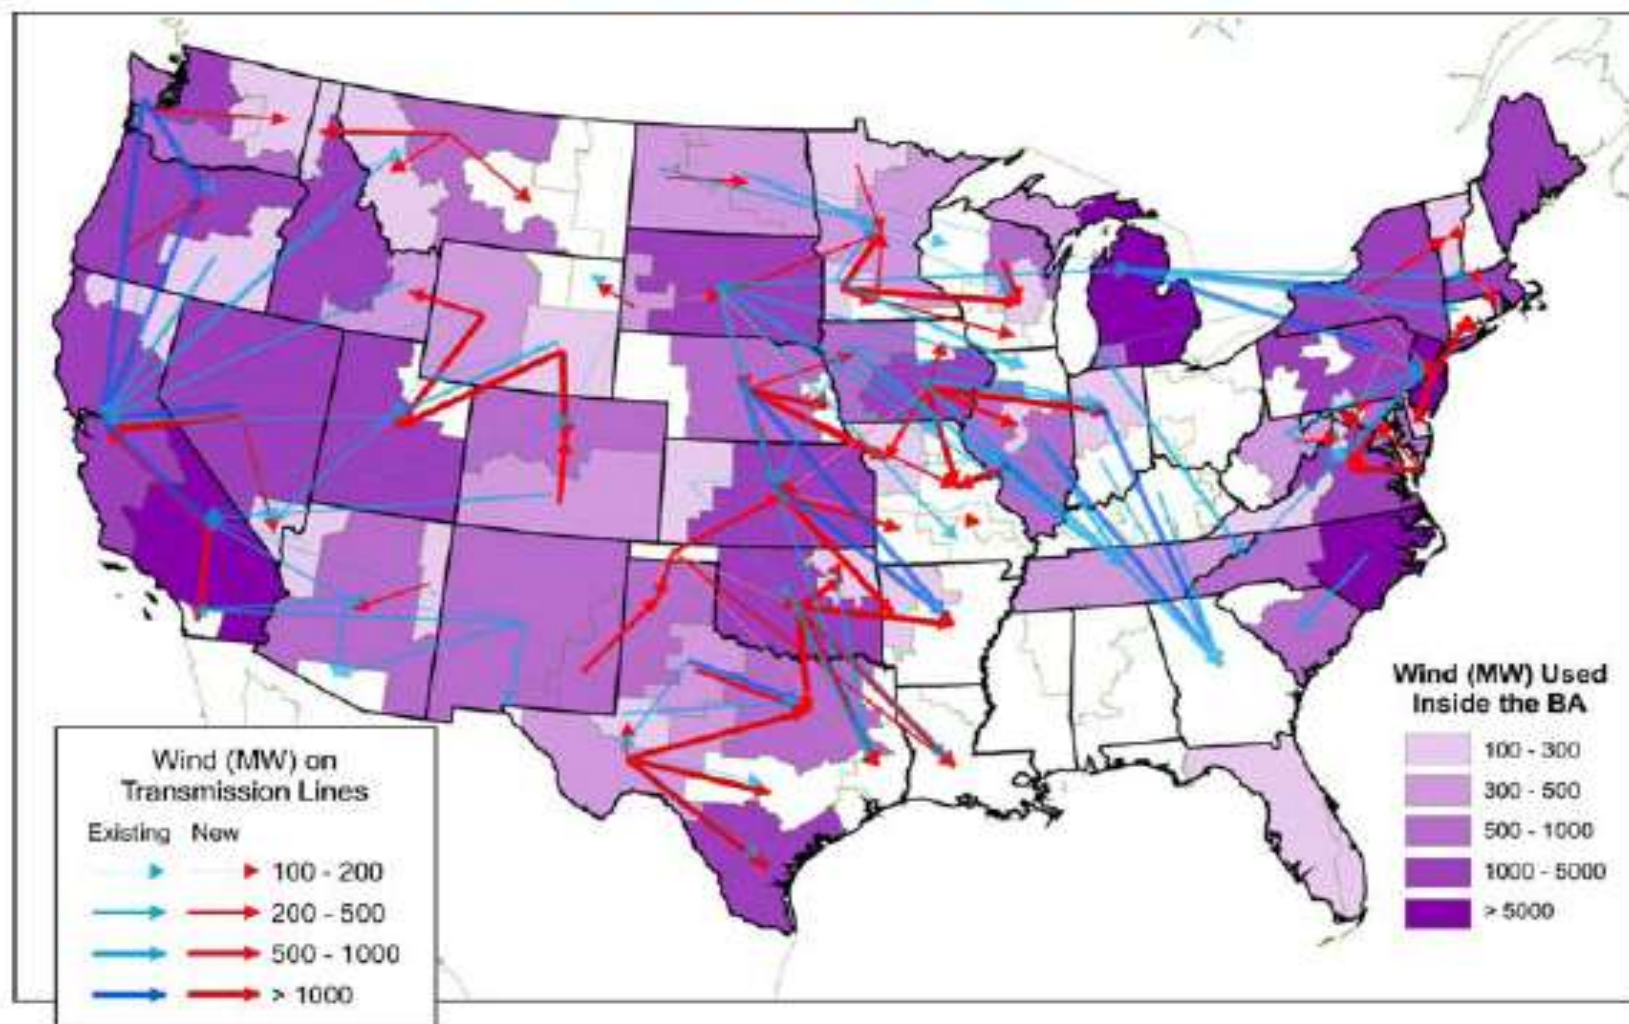 Wind (MW) Used
Inside the BA
100 - 300
300 - 500
500 - 1000
1000 - 5000
> 5000
Wind (MW) on
Transmission Lines
Existing New
100 - 200
200 - 500
500 - 1000
> 1000